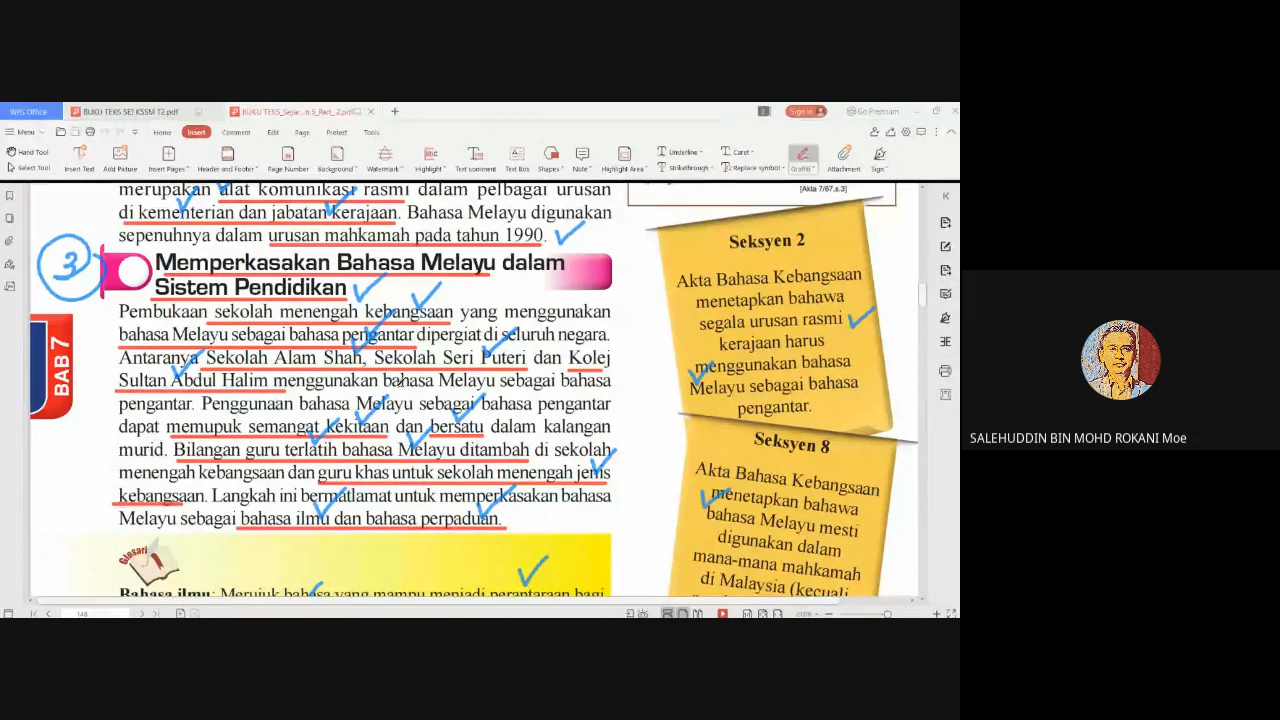 WPS Office
BUKU TEKS SEJ KSSM T2.pdf
BUKU TEKS_Sejar...n 5_Part_ 2.pdf
Sign in
Go Premium
Menu
Home
Insert
Comment
Edit
Page
Protect
Tools
Hand Tool
Select Tool
Insert Text
Add Picture
Insert Pages
Header and Footer
Page Number
Background
Watermark
Highlight
Text comment
Text Box
Shapes
Note
Highlight Area
Underline
Strikethrough
Caret
Replace symbol
Graffiti
Attachment
Sign
merupakan alat komunikasi rasmi dalam pelbagai urusan
di kementerian dan jabatan kerajaan. Bahasa Melayu digunakan
sepenuhnya dalam urusan mahkamah pada tahun 1990.
3
Memperkasakan Bahasa Melayu dalam
Sistem Pendidikan
Pembukaan sekolah menengah kebangsaan yang menggunakan
bahasa Melayu sebagai bahasa pengantar dipergiat di seluruh negara.
Antaranya Sekolah Alam Shah, Sekolah Seri Puteri dan Kolej
Sultan Abdul Halim menggunakan bahasa Melayu sebagai bahasa
pengantar. Penggunaan bahasa Melayu sebagai bahasa pengantar
dapat memupuk semangat kekitaan dan bersatu dalam kalangan
murid. Bilangan guru terlatih bahasa Melayu ditambah di sekolah
menengah kebangsaan dan guru khas untuk sekolah menengah jenis
kebangsaan. Langkah ini bermatlamat untuk memperkasakan bahasa
Melayu sebagai bahasa ilmu dan bahasa perpaduan.
BAB 7
Glosari
Bahasa ilmu: Merujuk bahasa yang mampu menjadi perantaraan bagi
[Akta 7/67,s.3]
Seksyen 2
Akta Bahasa Kebangsaan
menetapkan bahawa
segala urusan rasmi
kerajaan harus
menggunakan bahasa
Melayu sebagai bahasa
pengantar.
Seksyen 8
Akta Bahasa Kebangsaan
menetapkan bahawa
bahasa Melayu mesti
digunakan dalam
mana-mana mahkamah
di Malaysia (kecuali
148
SALEHUDDIN BIN MOHD ROKANI Moe